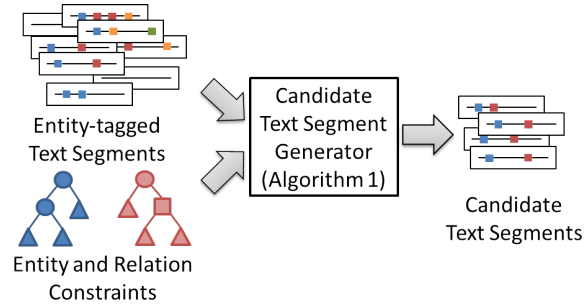 Entity-tagged
Text Segments
Entity and Relation
Constraints
Candidate
Text Segment
Generator
(Algorithm 1)
Candidate
Text Segments